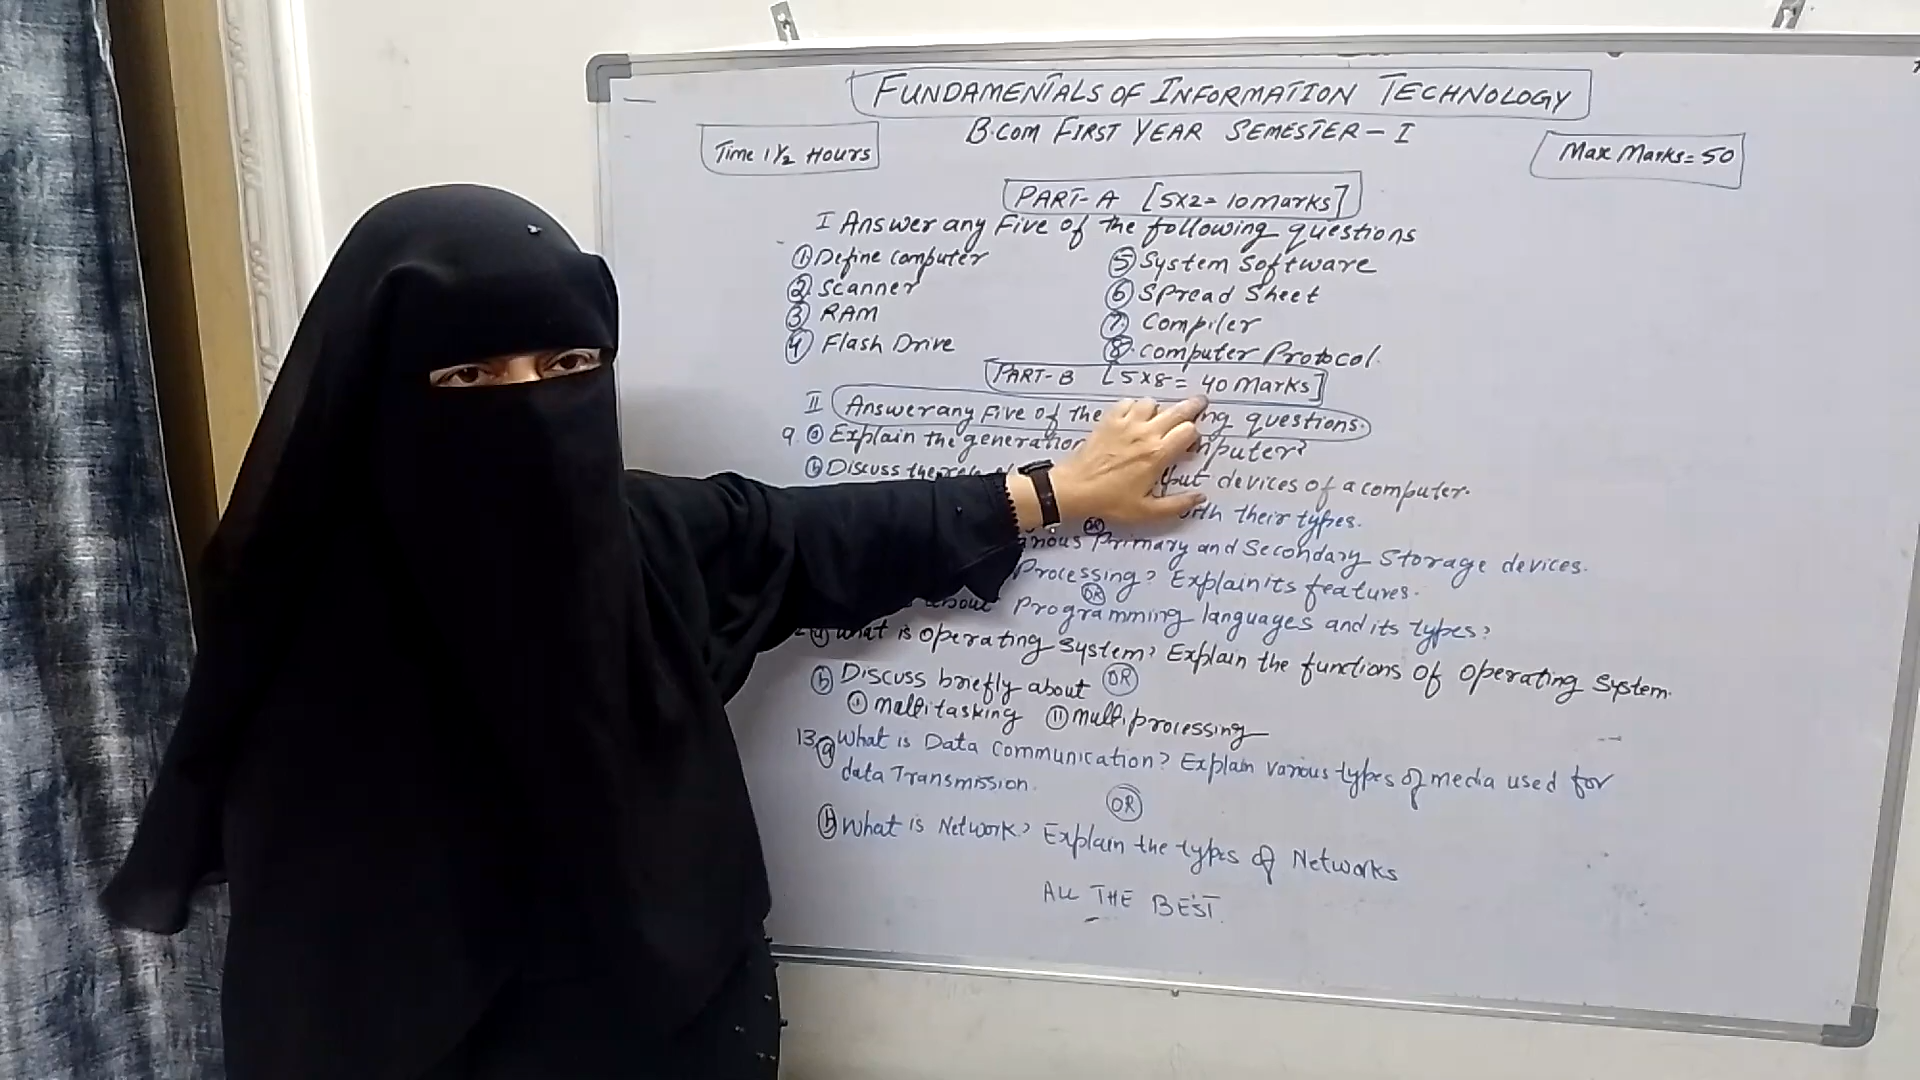 FUNDAMENTALS OF INFORMATION TECHNOLOGY
B.COM FIRST YEAR SEMESTER - I
Time 1 1/2 Hours
Max Marks = 50
PART-A [5x2= 10 Marks]
I Answer any Five of the following questions
1. Define computer
2. Scanner
3. RAM
4. Flash Drive
5. System Software
6. Spread Sheet
7. Compiler
8. Computer Protocol.
PART-B [5x8= 40 Marks]
II Answer any Five of the questions.
9. a Explain the generation
b Discuss the devices of a computer.
their types.
OR
Primary and Secondary Storage devices.
Processing? Explain its features.
OR
about Programming languages and its types?
a What is Operating System? Explain the functions of Operating System.
OR
b Discuss briefly about
i Multitasking ii Multiprocessing
13. a What is Data Communication? Explain various types of media used for
data Transmission.
OR
b What is Network? Explain the types of Networks
ALL THE BEST.